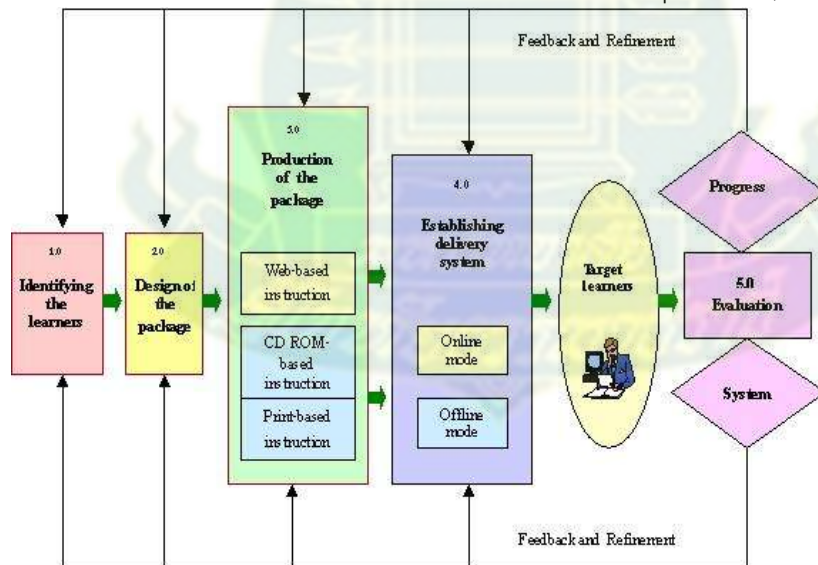 Feedback and Refinement
1.0
Identifying
the
learners
2.0
Design of
the
package
3.0
Production
of the
package
Web-based
instruction
CD ROM-
based
instruction
Print-based
instruction
4.0
Establishing
delivery
system
Online
mode
Offline
mode
Target
learners
Progress
5.0
Evaluation
System
Feedback and Refinement